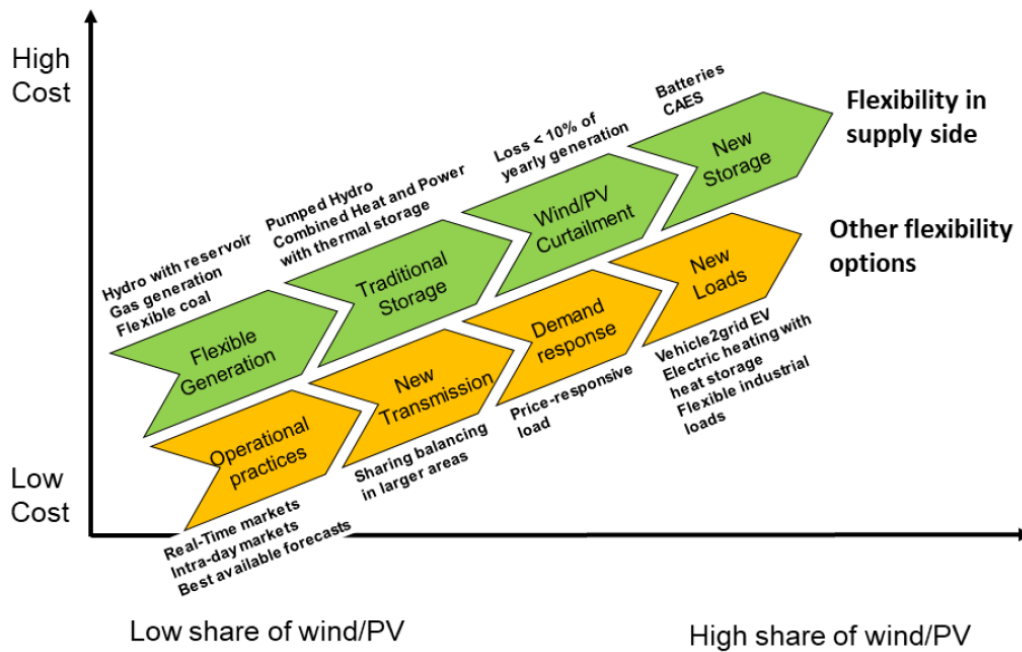 High
Cost
Batteries
CAES
Flexibility in
supply side
Loss < 10% of
yearly generation
New
Storage
Pumped Hydro
Combined Heat and Power
with thermal storage
Wind/PV
Curtailment
Other flexibility
options
Hydro with reservoir
Gas generation
Flexible coal
Traditional
Storage
New
Loads
Flexible
Generation
Demand
response
Vehicle2grid EV
Electric heating with
heat storage
Flexible industrial
loads
New
Transmission
Price-responsive
load
Operational
practices
Sharing balancing
in larger areas
Low
Cost
Real-Time markets
Intra-day markets
Best available forecasts
Low share of wind/PV
High share of wind/PV